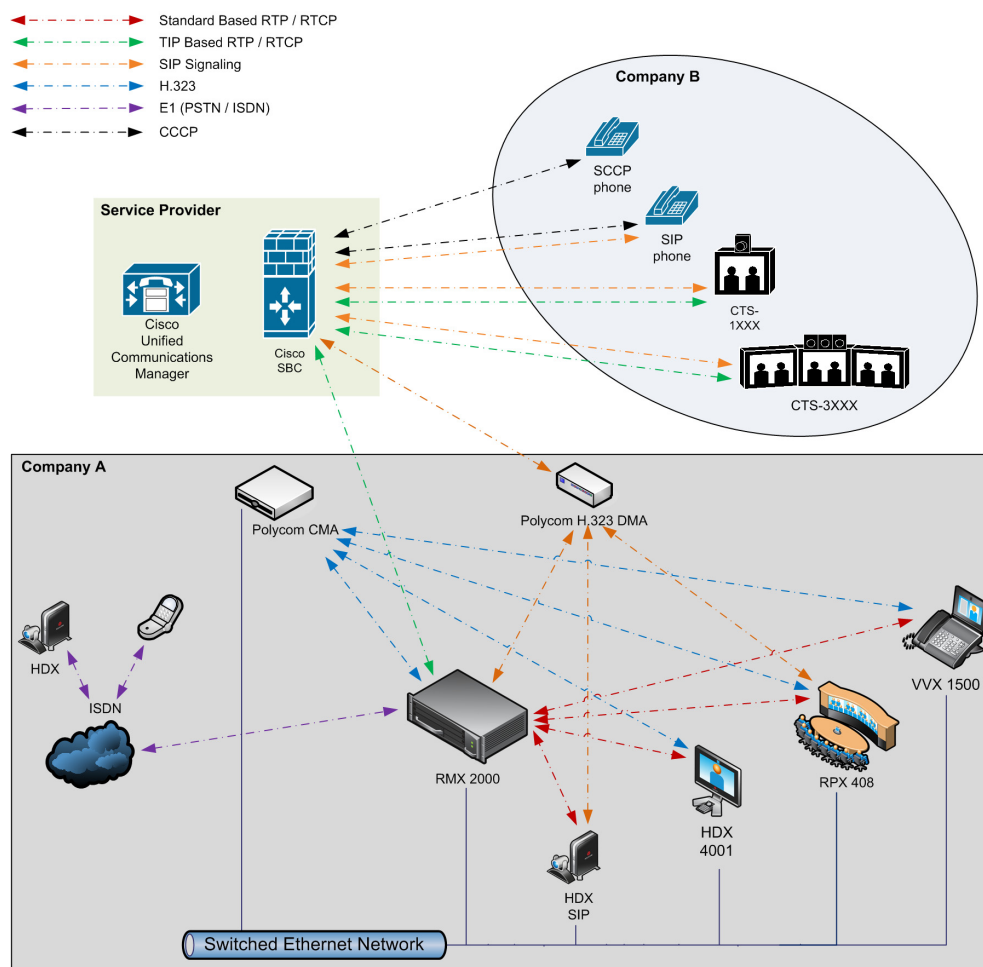 Standard Based RTP / RTCP
TIP Based RTP / RTCP
SIP Signaling
H.323
E1 (PSTN / ISDN)
CCCP
Company B
SCCP
phone
SIP
phone
CTS-
1XXX
CTS-3XXX
Service Provider
Cisco
Unified
Communications
Manager
Cisco
SBC
Company A
Polycom CMA
Polycom H.323 DMA
HDX
ISDN
VVX 1500
RMX 2000
RPX 408
HDX
4001
HDX
SIP
Switched Ethernet Network